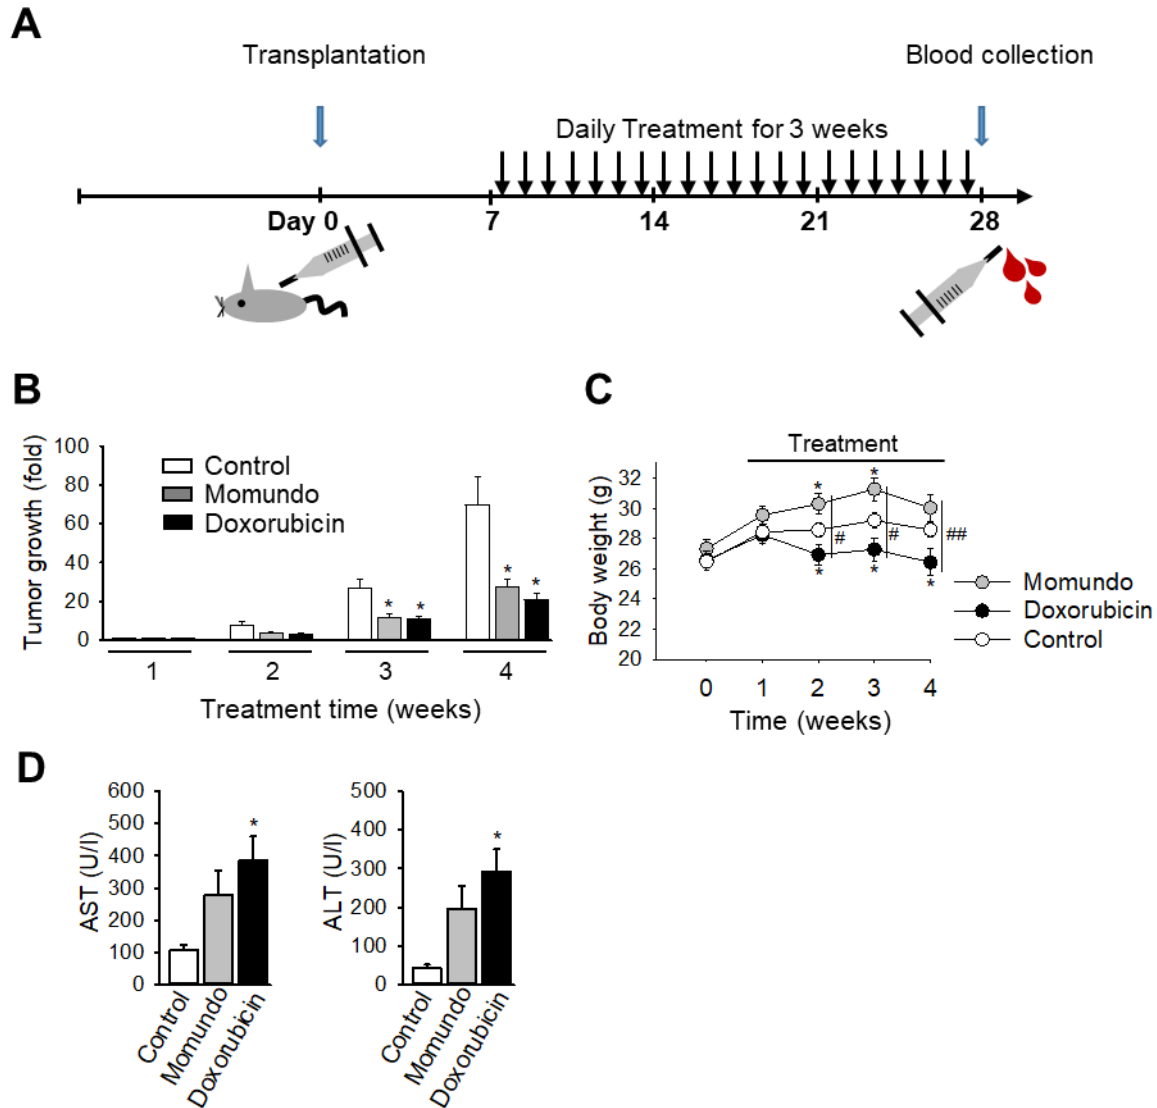 A
Transplantation
Blood collection
Daily Treatment for 3 weeks
Day 0
7
14
21
28
B
Tumor growth (fold)
100
80
60
40
20
0
Control
Momundo
Doxorubicin
*
*
*
*
1
2
3
4
Treatment time (weeks)
C
Treatment
Body weight (g)
32
30
28
26
24
22
20
*
*
#
#
##
*
*
*
0
1
2
3
4
Time (weeks)
Momundo
Doxorubicin
Control
D
AST (U/l)
600
500
400
300
200
100
0
*
Control
Momundo
Doxorubicin
ALT (U/l)
500
400
300
200
100
0
*
Control
Momundo
Doxorubicin